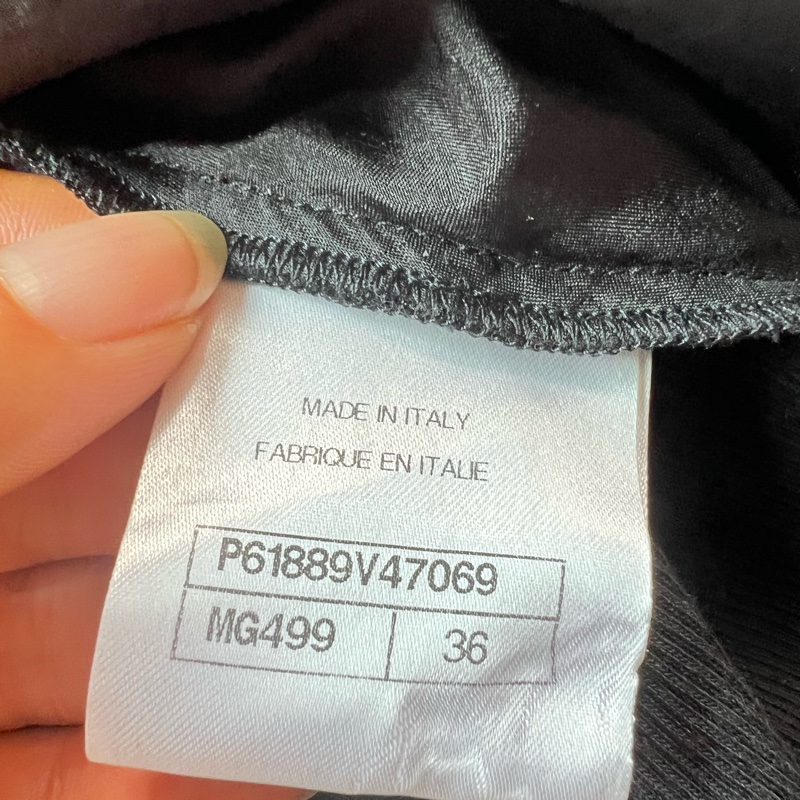 MADE IN ITALY
FABRIQUE EN ITALIE
P61889V47069
MG499 36